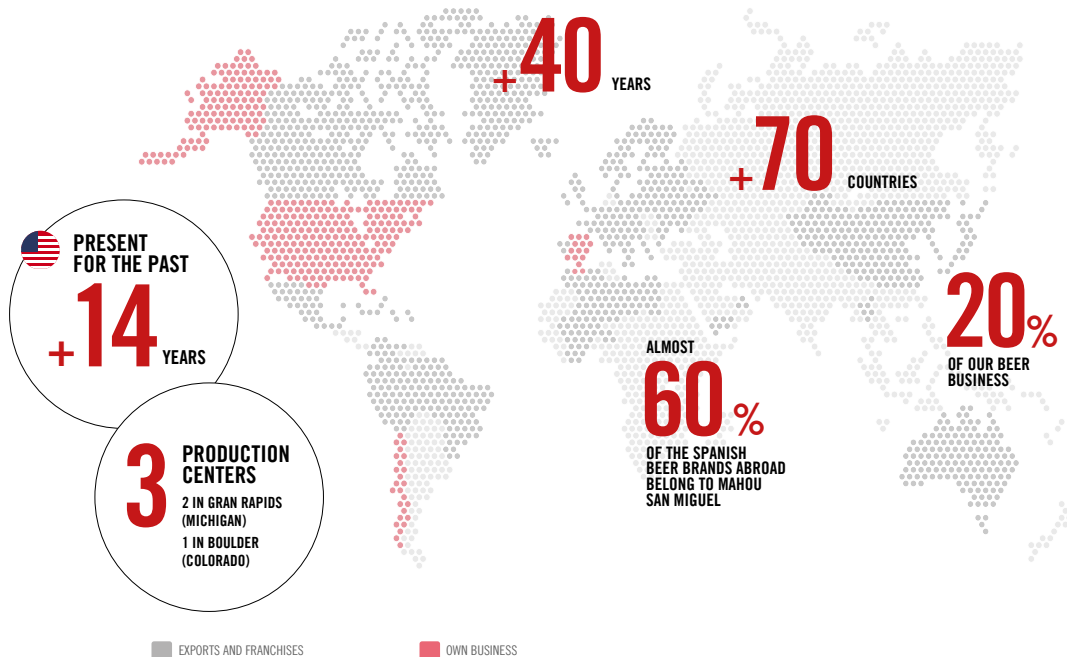 +40 YEARS
+70 COUNTRIES
PRESENT
FOR THE PAST
+14 YEARS
20%
OF OUR BEER
BUSINESS
ALMOST
60%
OF THE SPANISH
BEER BRANDS ABROAD
BELONG TO MAHOU
SAN MIGUEL
3
PRODUCTION
CENTERS
2 IN GRAN RAPIDS
(MICHIGAN)
1 IN BOULDER
(COLORADO)
EXPORTS AND FRANCHISES
OWN BUSINESS